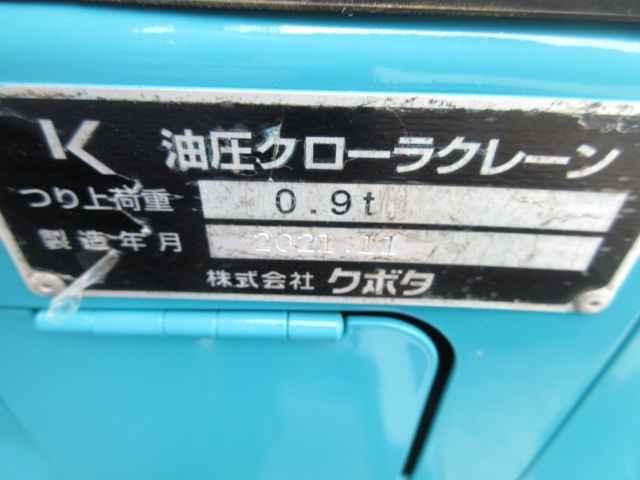 K 油圧クローラクレーン
つり上荷重 0.9t
製造年月 2021.11
株式会社 クボタ